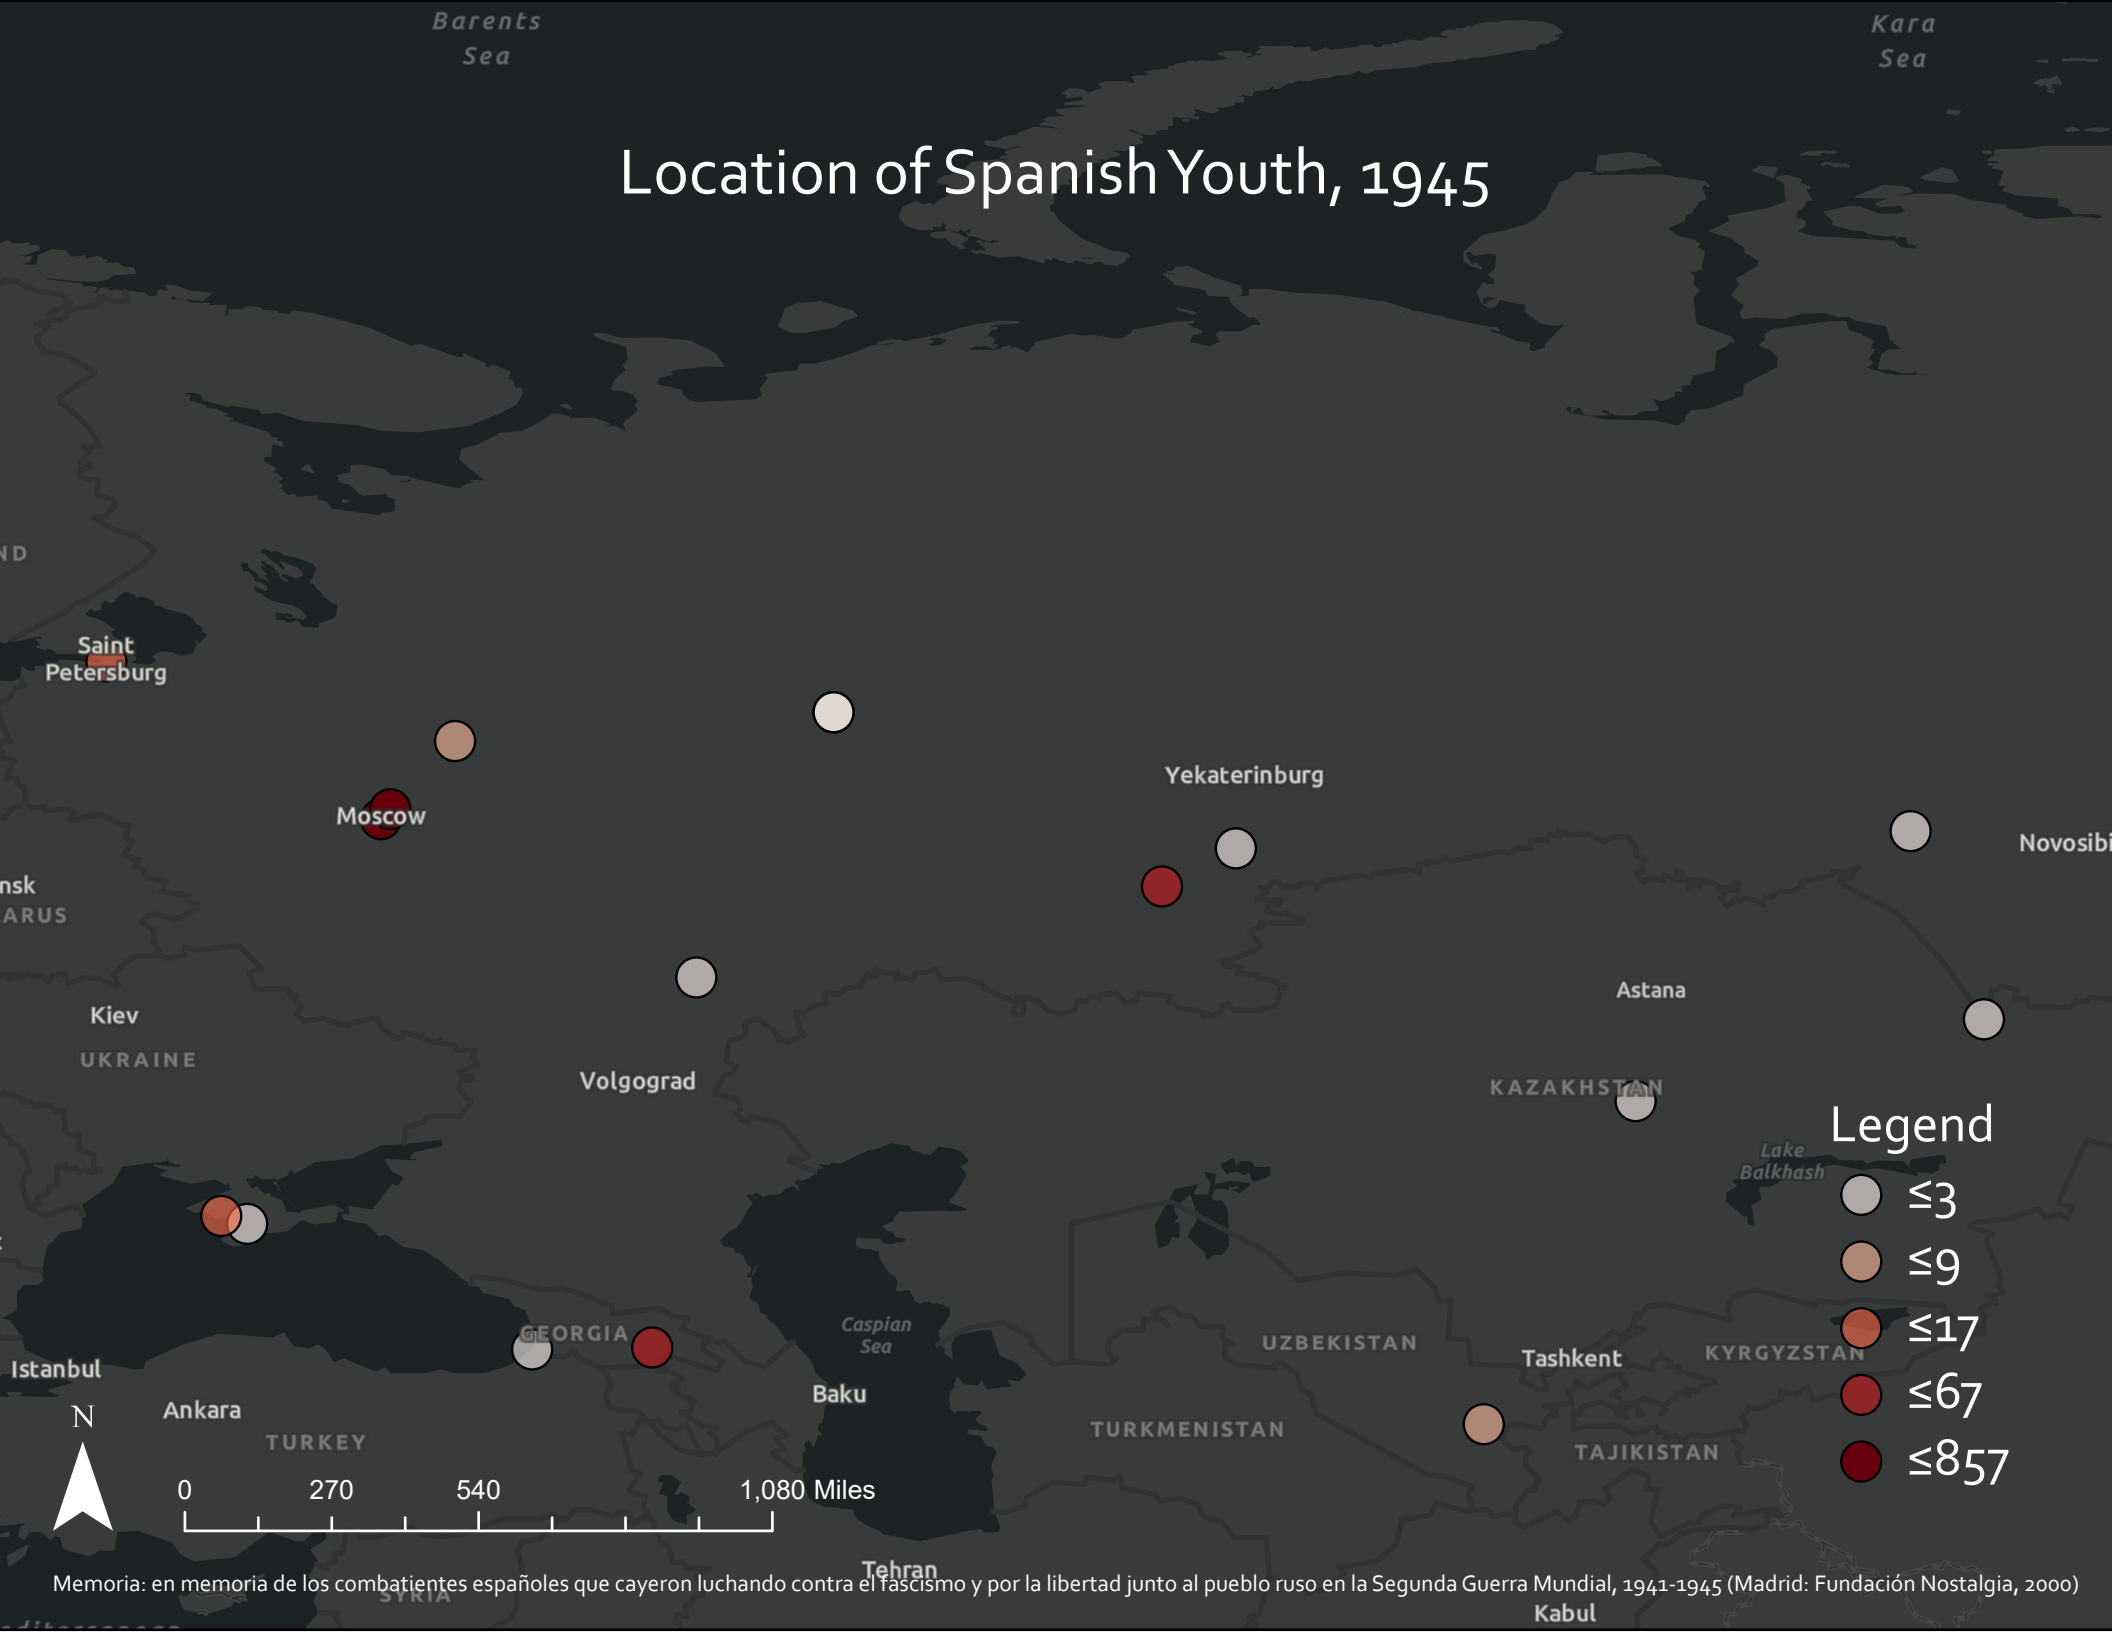 Barents
Sea
Kara
Sea
Location of Spanish Youth, 1945
ND
Saint
Petersburg
Yekaterinburg
Moscow
Novosibi
nsk
ARUS
Astana
Kiev
UKRAINE
Volgograd
KAZAKHSTAN
Legend
Lake
Balkhash
≤3
≤9
≤17
≤67
≤857
GEORGIA
Caspian
Sea
UZBEKISTAN
Tashkent
KYRGYZSTAN
Istanbul
Baku
Ankara
N
TURKEY
TURKMENISTAN
TAJIKISTAN
0 270 540 1,080 Miles
Tehran
Memoria: en memoria de los combatientes españoles que cayeron luchando contra el fascismo y por la libertad junto al pueblo ruso en la Segunda Guerra Mundial, 1941-1945 (Madrid: Fundación Nostalgia, 2000)
SYRIA
Kabul